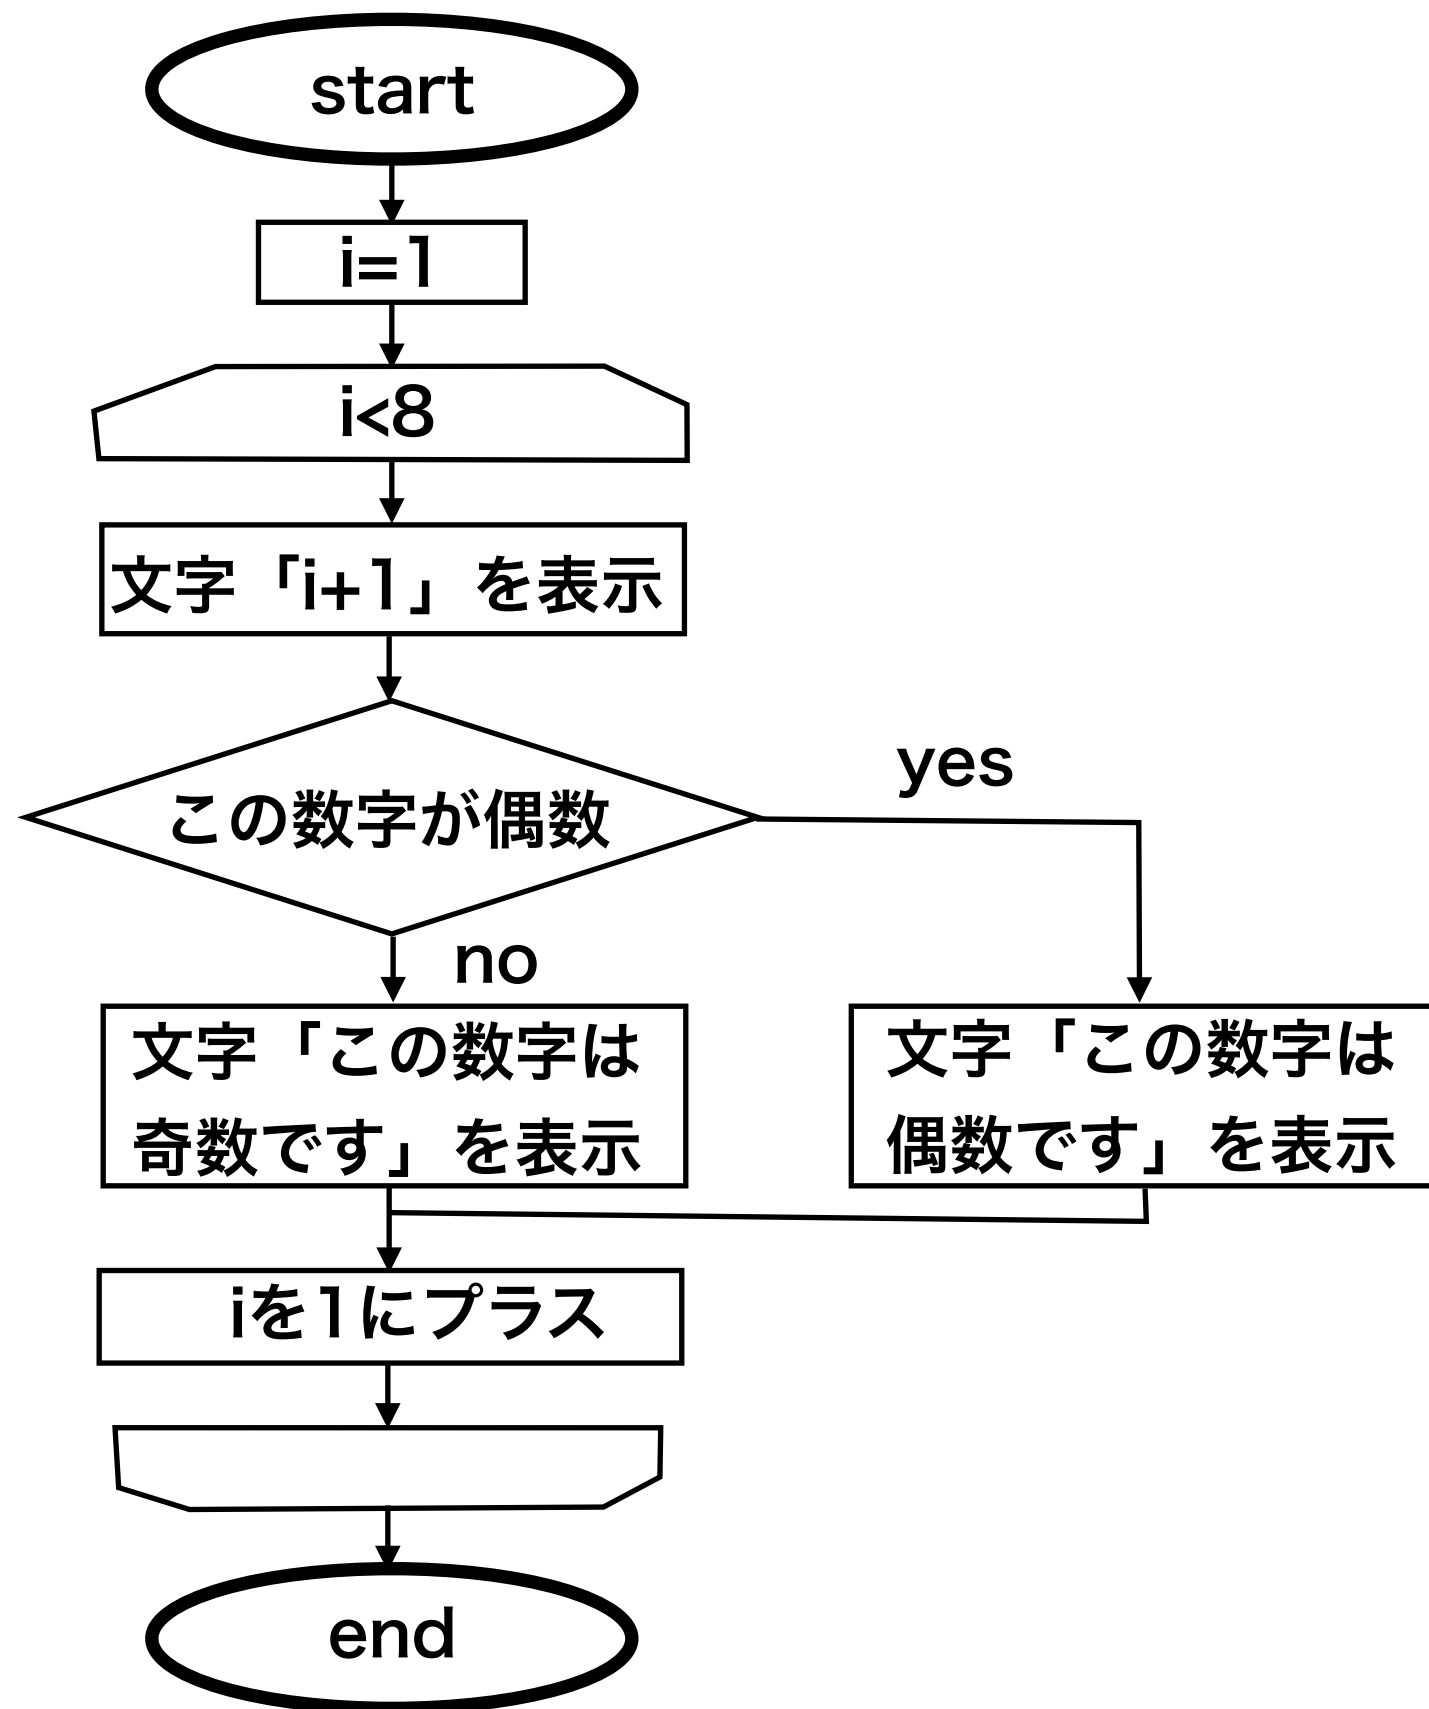 start
i=1
i<8
文字「i+1」を表示
この数字が偶数
yes
no
文字「この数字は
奇数です」を表示
文字「この数字は
偶数です」を表示
iを1にプラス
end